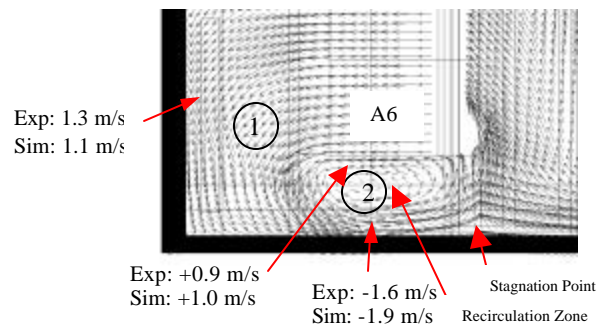 Exp: 1.3 m/s
Sim: 1.1 m/s
1
A6
2
Exp: +0.9 m/s
Sim: +1.0 m/s
Exp: -1.6 m/s
Sim: -1.9 m/s
Stagnation Point
Recirculation Zone